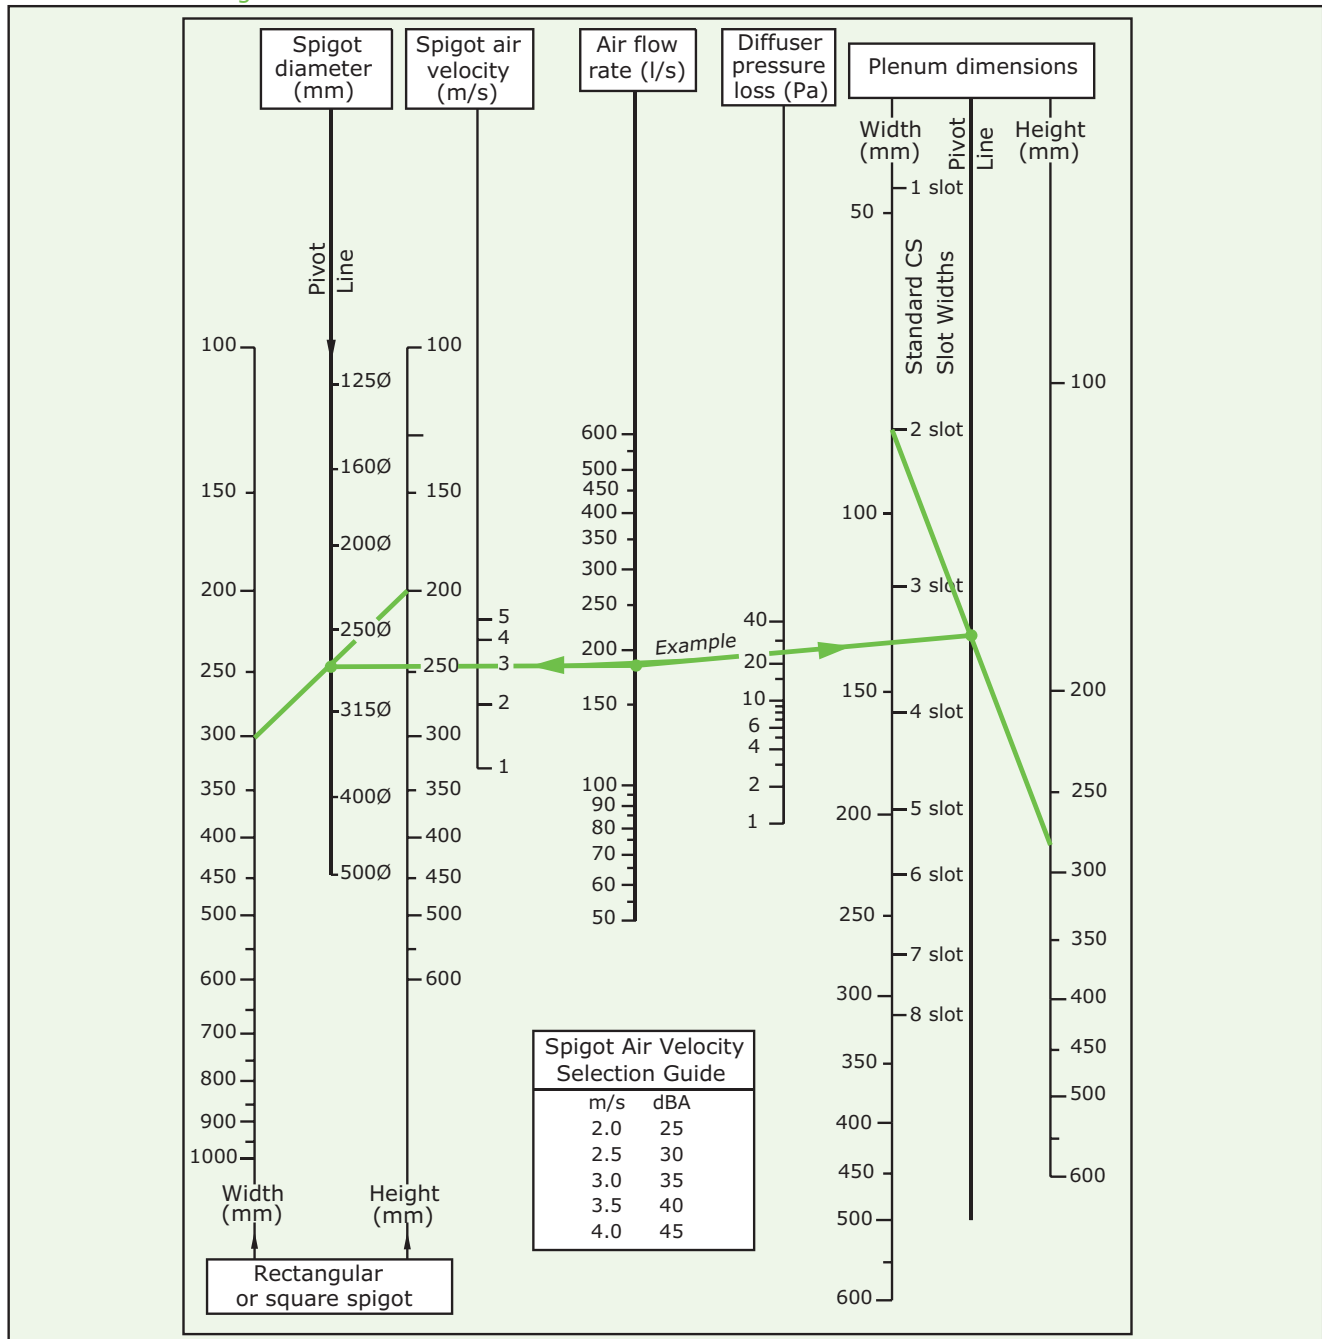 Spigot
diameter
(mm)
Spigot air
velocity
(m/s)
Air flow
rate (l/s)
Diffuser
pressure
loss (Pa)
Plenum dimensions
Width
(mm)
Pivot
Line
Height
(mm)
Pivot
Line
100
150
200
250
300
350
400
450
500
600
700
800
900
1000
Width
(mm)
125Ø
160Ø
200Ø
250Ø
315Ø
400Ø
500Ø
100
150
200
250
300
350
400
450
500
600
Height
(mm)
Rectangular
or square spigot
5
4
3
2
1
600
500
450
400
350
300
250
200
150
100
90
80
70
60
50
Example
40
20
10
6
4
2
1
50
100
150
200
250
300
350
400
450
500
600
Standard CS
Slot Widths
1 slot
2 slot
3 slot
4 slot
5 slot
6 slot
7 slot
8 slot
100
200
250
300
350
400
450
500
600
Spigot Air Velocity
Selection Guide
m/s dBA
2.0 25
2.5 30
3.0 35
3.5 40
4.0 45